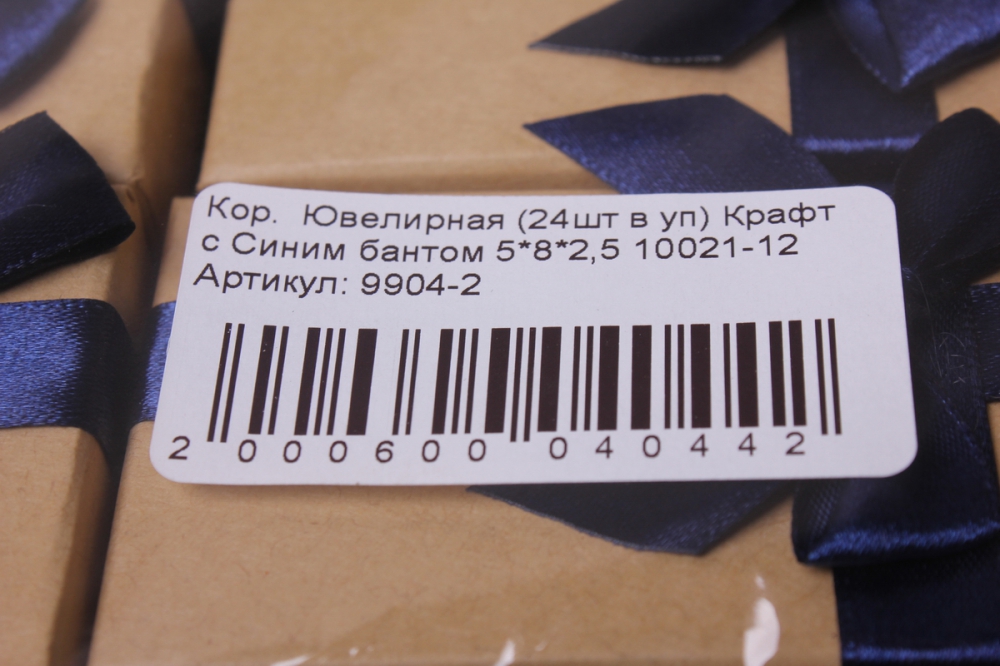 Кор. Ювелирная (24шт в уп) Крафт
с Синим бантом 5*8*2,5 10021-12
Артикул: 9904-2
2 000600 040442